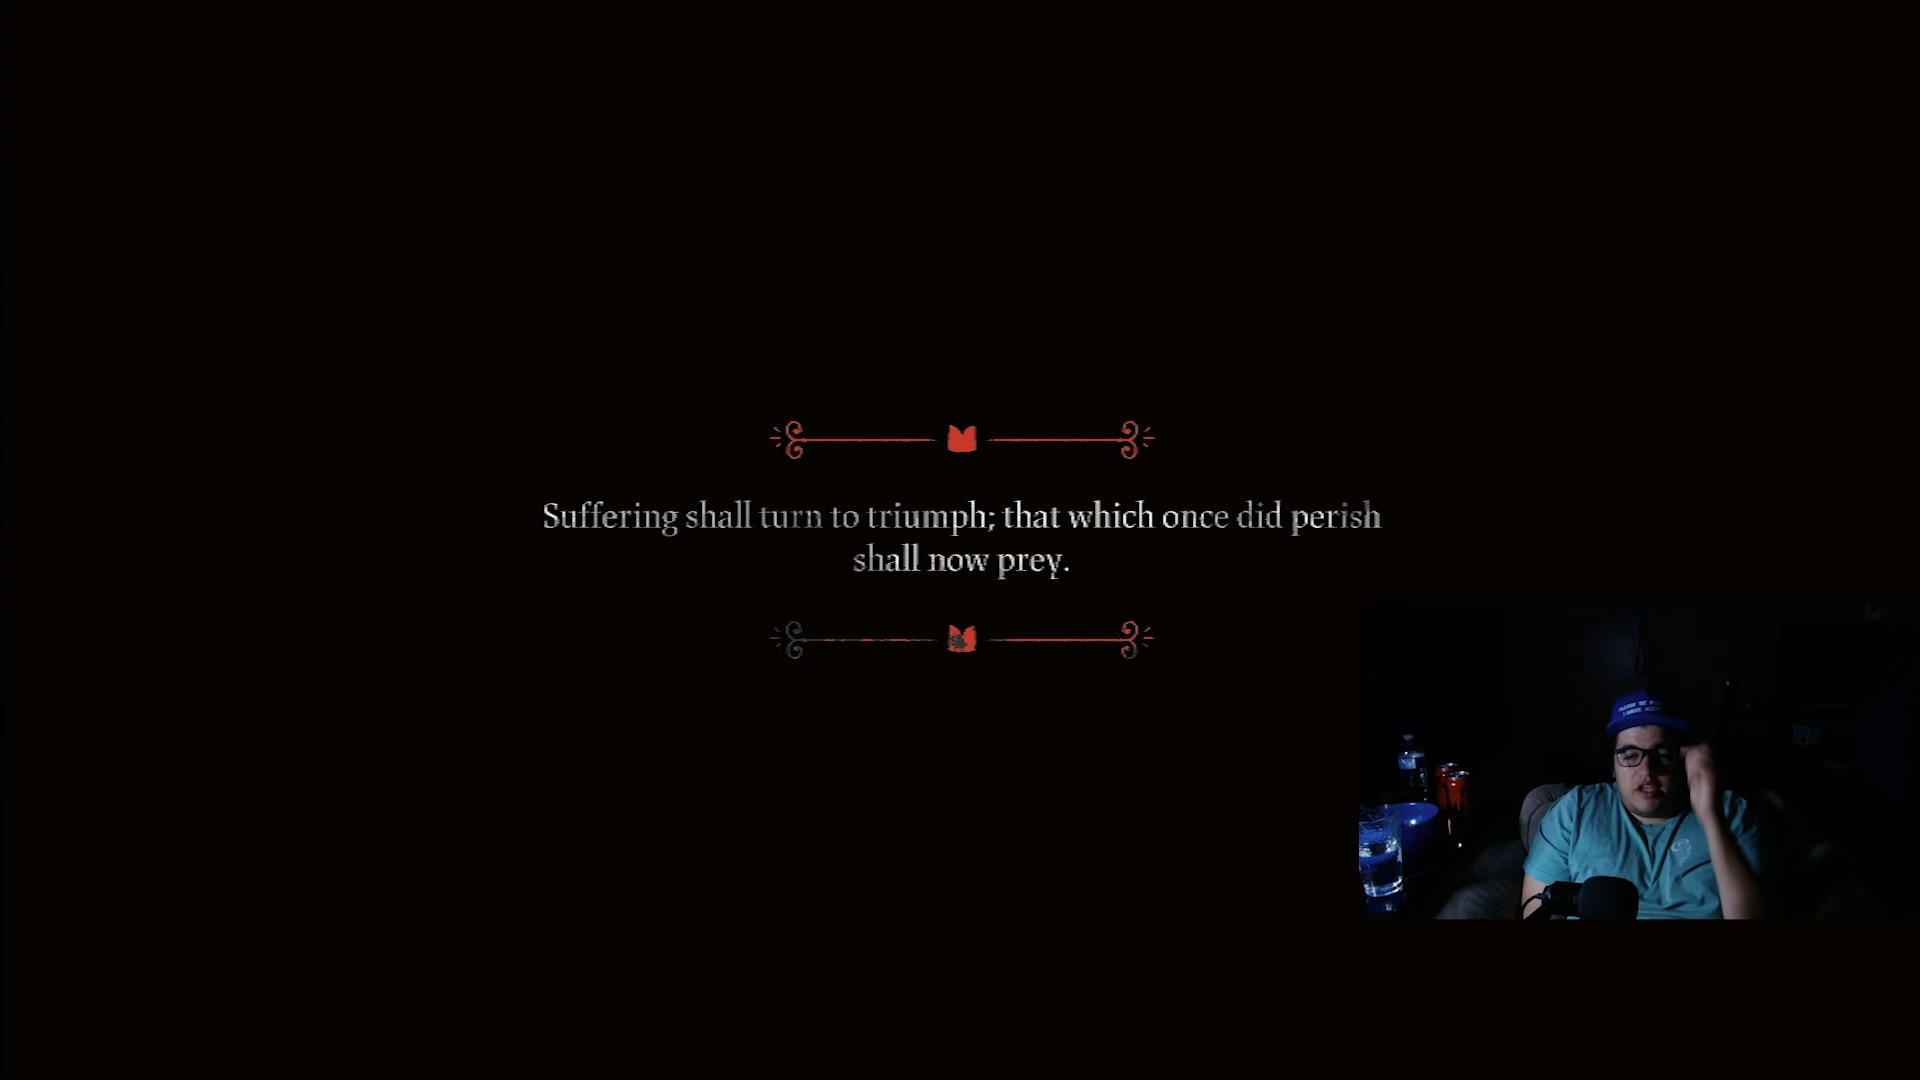 Suffering shall turn to triumph; that which once did perish
shall now prey.